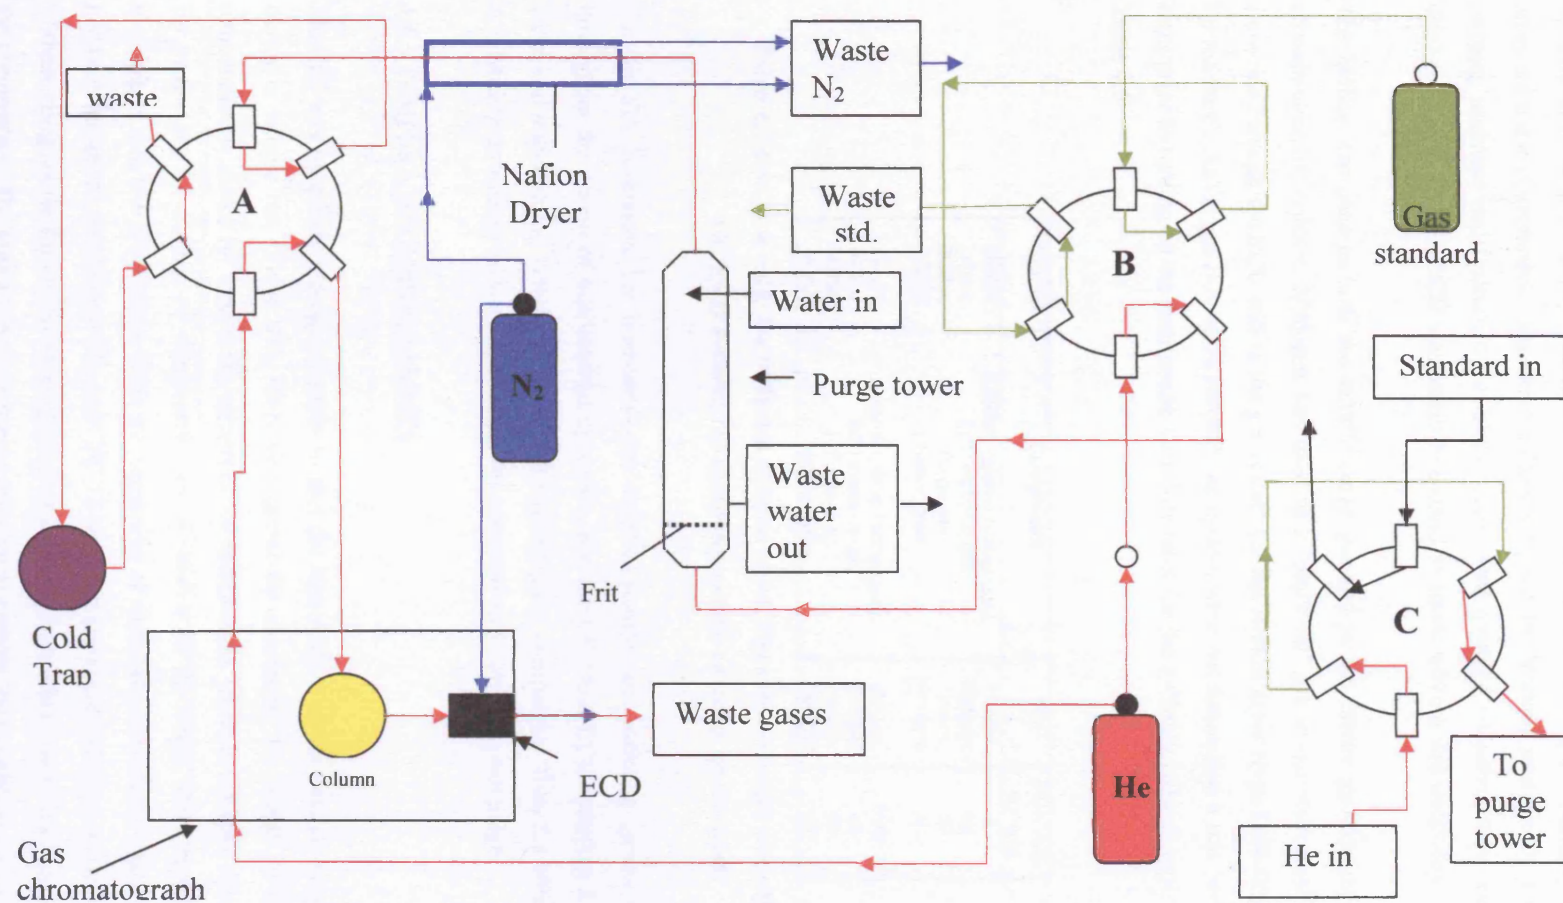 waste
A
Waste
N2
Nafion
Dryer
Waste
std.
B
Gas
standard
Water in
N2
Purge tower
Standard in
Waste
water
out
Frit
Cold
Trap
C
Waste gases
Column
ECD
He
To
purge
tower
He in
Gas
chromatograph